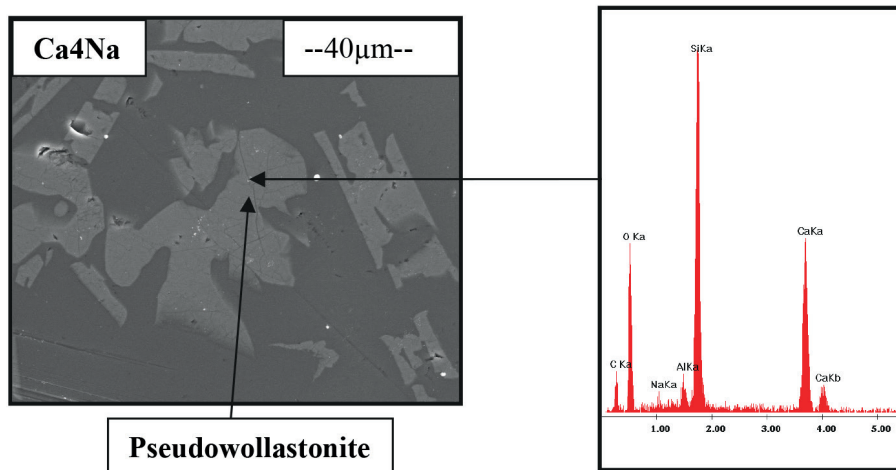 Ca4Na
--40µm--
Pseudowollastonite
SiKa
O Ka
CaKa
C Ka
NaKa
AlKa
CaKb
1.00 2.00 3.00 4.00 5.00